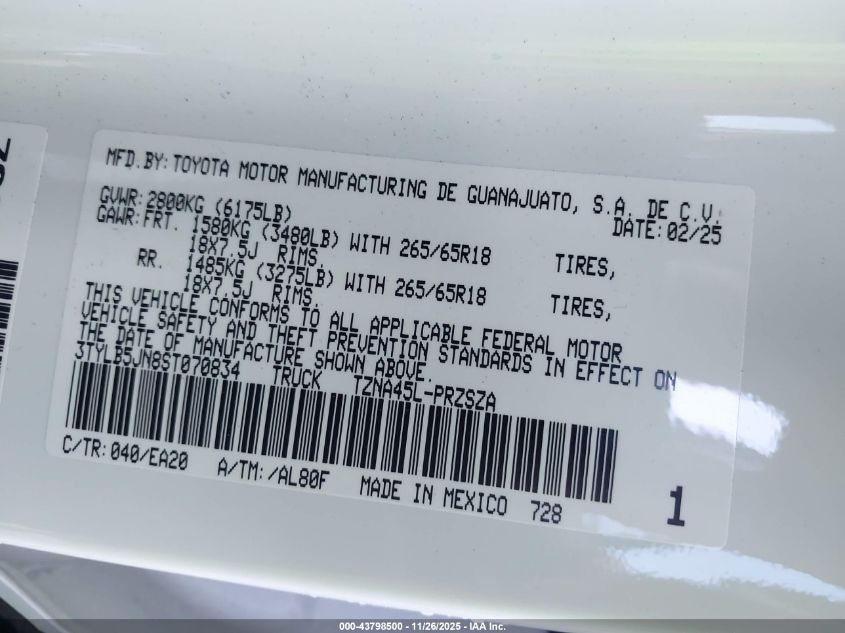 MFD.BY:TOYOTA MOTOR MANUFACTURING DE GUANAJUATO, S.A. DE C.V.
DATE:02/25
GVWR:2800KG (6175LB)
GAWR:FRT. 1580KG (3480LB) WITH 265/65R18 TIRES,
18X7.5J RIMS.
RR. 1485KG (3275LB) WITH 265/65R18 TIRES,
18X7.5J RIMS.
THIS VEHICLE CONFORMS TO ALL APPLICABLE FEDERAL MOTOR
VEHICLE SAFETY AND THEFT PREVENTION STANDARDS IN EFFECT ON
THE DATE OF MANUFACTURE SHOWN ABOVE.
3TYLB5JN8ST070834 TRUCK TZNA45L-PRZSZA
C/TR:040/EA20 A/TM:/AL80F MADE IN MEXICO 728
1
000-43798500 - 11/26/2025 - IAA Inc.